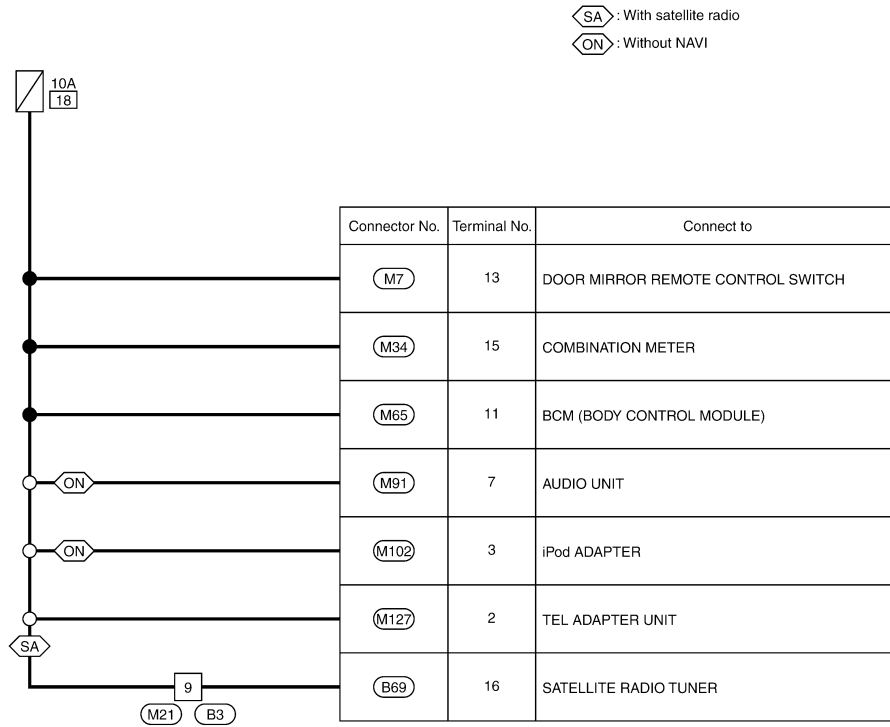 SA : With satellite radio
ON : Without NAVI
10A
18
Connector No. Terminal No. Connect to
M7 13 DOOR MIRROR REMOTE CONTROL SWITCH
M34 15 COMBINATION METER
M65 11 BCM (BODY CONTROL MODULE)
ON M91 7 AUDIO UNIT
ON M102 3 iPod ADAPTER
M127 2 TEL ADAPTER UNIT
SA
9 B69 16 SATELLITE RADIO TUNER
M21 B3